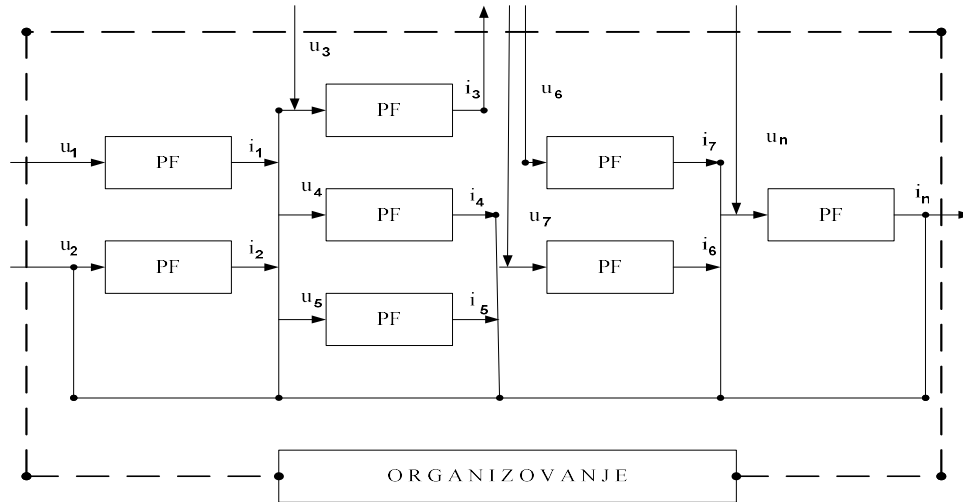 u3
PF
i3
u6
u1
PF
i1
PF
i7
un
u4
PF
i4
u7
PF
in
u2
PF
i2
PF
i6
u5
PF
i5
ORGANIZOVANJE